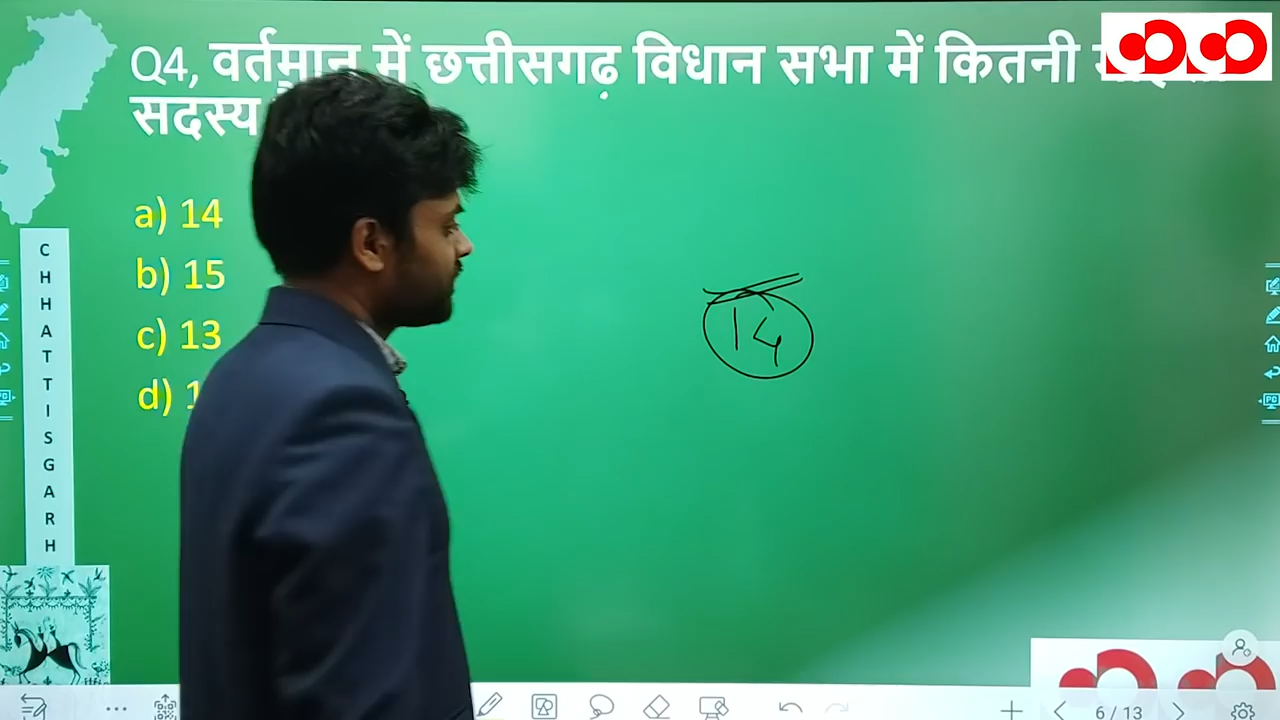 Q4, वर्तमान में छत्तीसगढ़ विधान सभा में कितनी
सदस्य
a) 14
b) 15
c) 13
d) 1
14
CHHATTISGARH
6 / 13